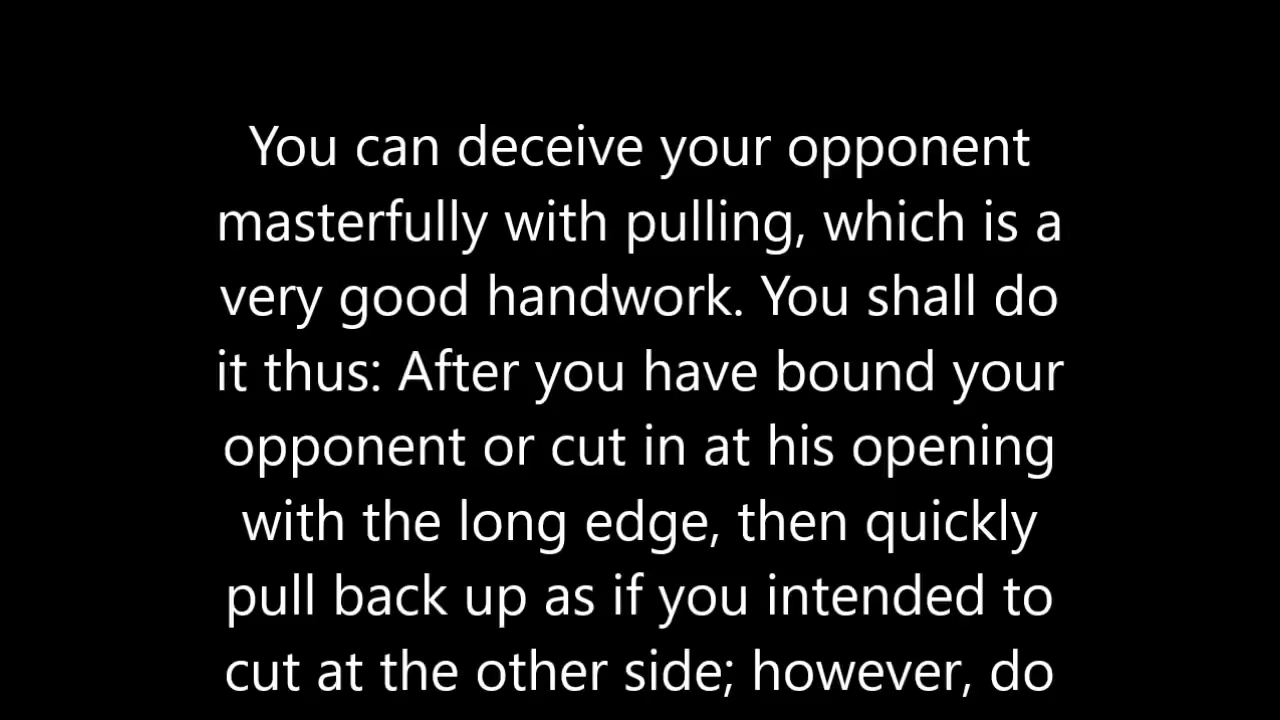 You can deceive your opponent
masterfully with pulling, which is a
very good handwork. You shall do
it thus: After you have bound your
opponent or cut in at his opening
with the long edge, then quickly
pull back up as if you intended to
cut at the other side; however, do